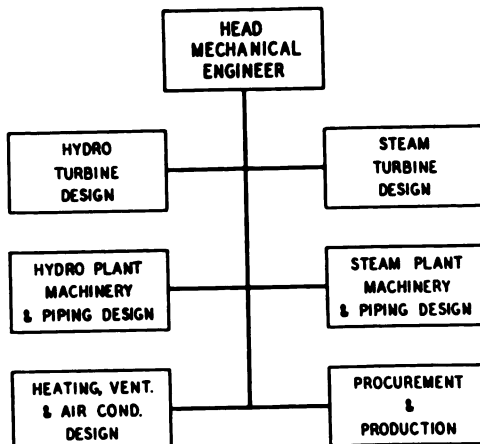 HEAD
MECHANICAL
ENGINEER
HYDRO
TURBINE
DESIGN
STEAM
TURBINE
DESIGN
HYDRO PLANT
MACHINERY
& PIPING DESIGN
STEAM PLANT
MACHINERY
& PIPING DESIGN
HEATING, VENT.
& AIR COND.
DESIGN
PROCUREMENT
&
PRODUCTION